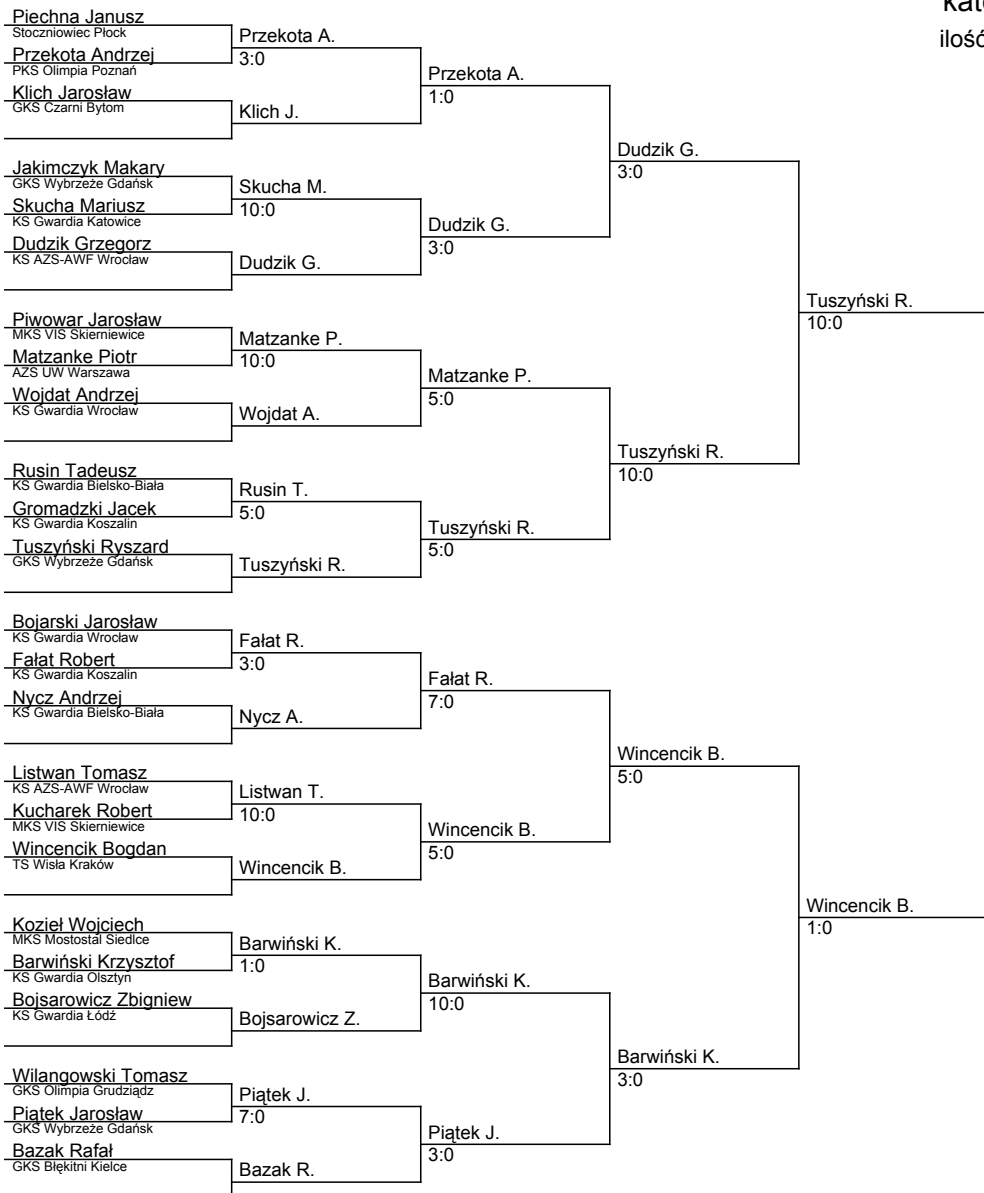 kat
ilość
Piechna Janusz
Stoczniowiec Płock
Przekota A.
3:0
Przekota Andrzej
PKS Olimpia Poznań
Przekota A.
1:0
Klich Jarosław
GKS Czarni Bytom
Klich J.
Dudzik G.
3:0
Jakimczyk Makary
GKS Wybrzeże Gdańsk
Skucha M.
10:0
Skucha Mariusz
KS Gwardia Katowice
Dudzik G.
3:0
Dudzik Grzegorz
KS AZS-AWF Wrocław
Dudzik G.
Tuszyński R.
10:0
Piwowar Jarosław
MKS VIS Skierniewice
Matzanke P.
10:0
Matzanke Piotr
AZS UW Warszawa
Matzanke P.
5:0
Wojdat Andrzej
KS Gwardia Wrocław
Wojdat A.
Tuszyński R.
10:0
Rusin Tadeusz
KS Gwardia Bielsko-Biała
Rusin T.
5:0
Gromadzki Jacek
KS Gwardia Koszalin
Tuszyński R.
5:0
Tuszyński Ryszard
GKS Wybrzeże Gdańsk
Tuszyński R.
Bojarski Jarosław
KS Gwardia Wrocław
Fałat R.
3:0
Fałat Robert
KS Gwardia Koszalin
Fałat R.
7:0
Nycz Andrzej
KS Gwardia Bielsko-Biała
Nycz A.
Wincencik B.
5:0
Listwan Tomasz
KS AZS-AWF Wrocław
Listwan T.
10:0
Kucharek Robert
MKS VIS Skierniewice
Wincencik B.
5:0
Wincencik Bogdan
TS Wisła Kraków
Wincencik B.
Wincencik B.
1:0
Kozieł Wojciech
MKS Mostostal Siedlce
Barwiński K.
1:0
Barwiński Krzysztof
KS Gwardia Olsztyn
Barwiński K.
10:0
Bojsarowicz Zbigniew
KS Gwardia Łódź
Bojsarowicz Z.
Barwiński K.
3:0
Wilangowski Tomasz
GKS Olimpia Grudziądz
Piątek J.
7:0
Piątek Jarosław
GKS Wybrzeże Gdańsk
Piątek J.
3:0
Bazak Rafał
GKS Błękitni Kielce
Bazak R.